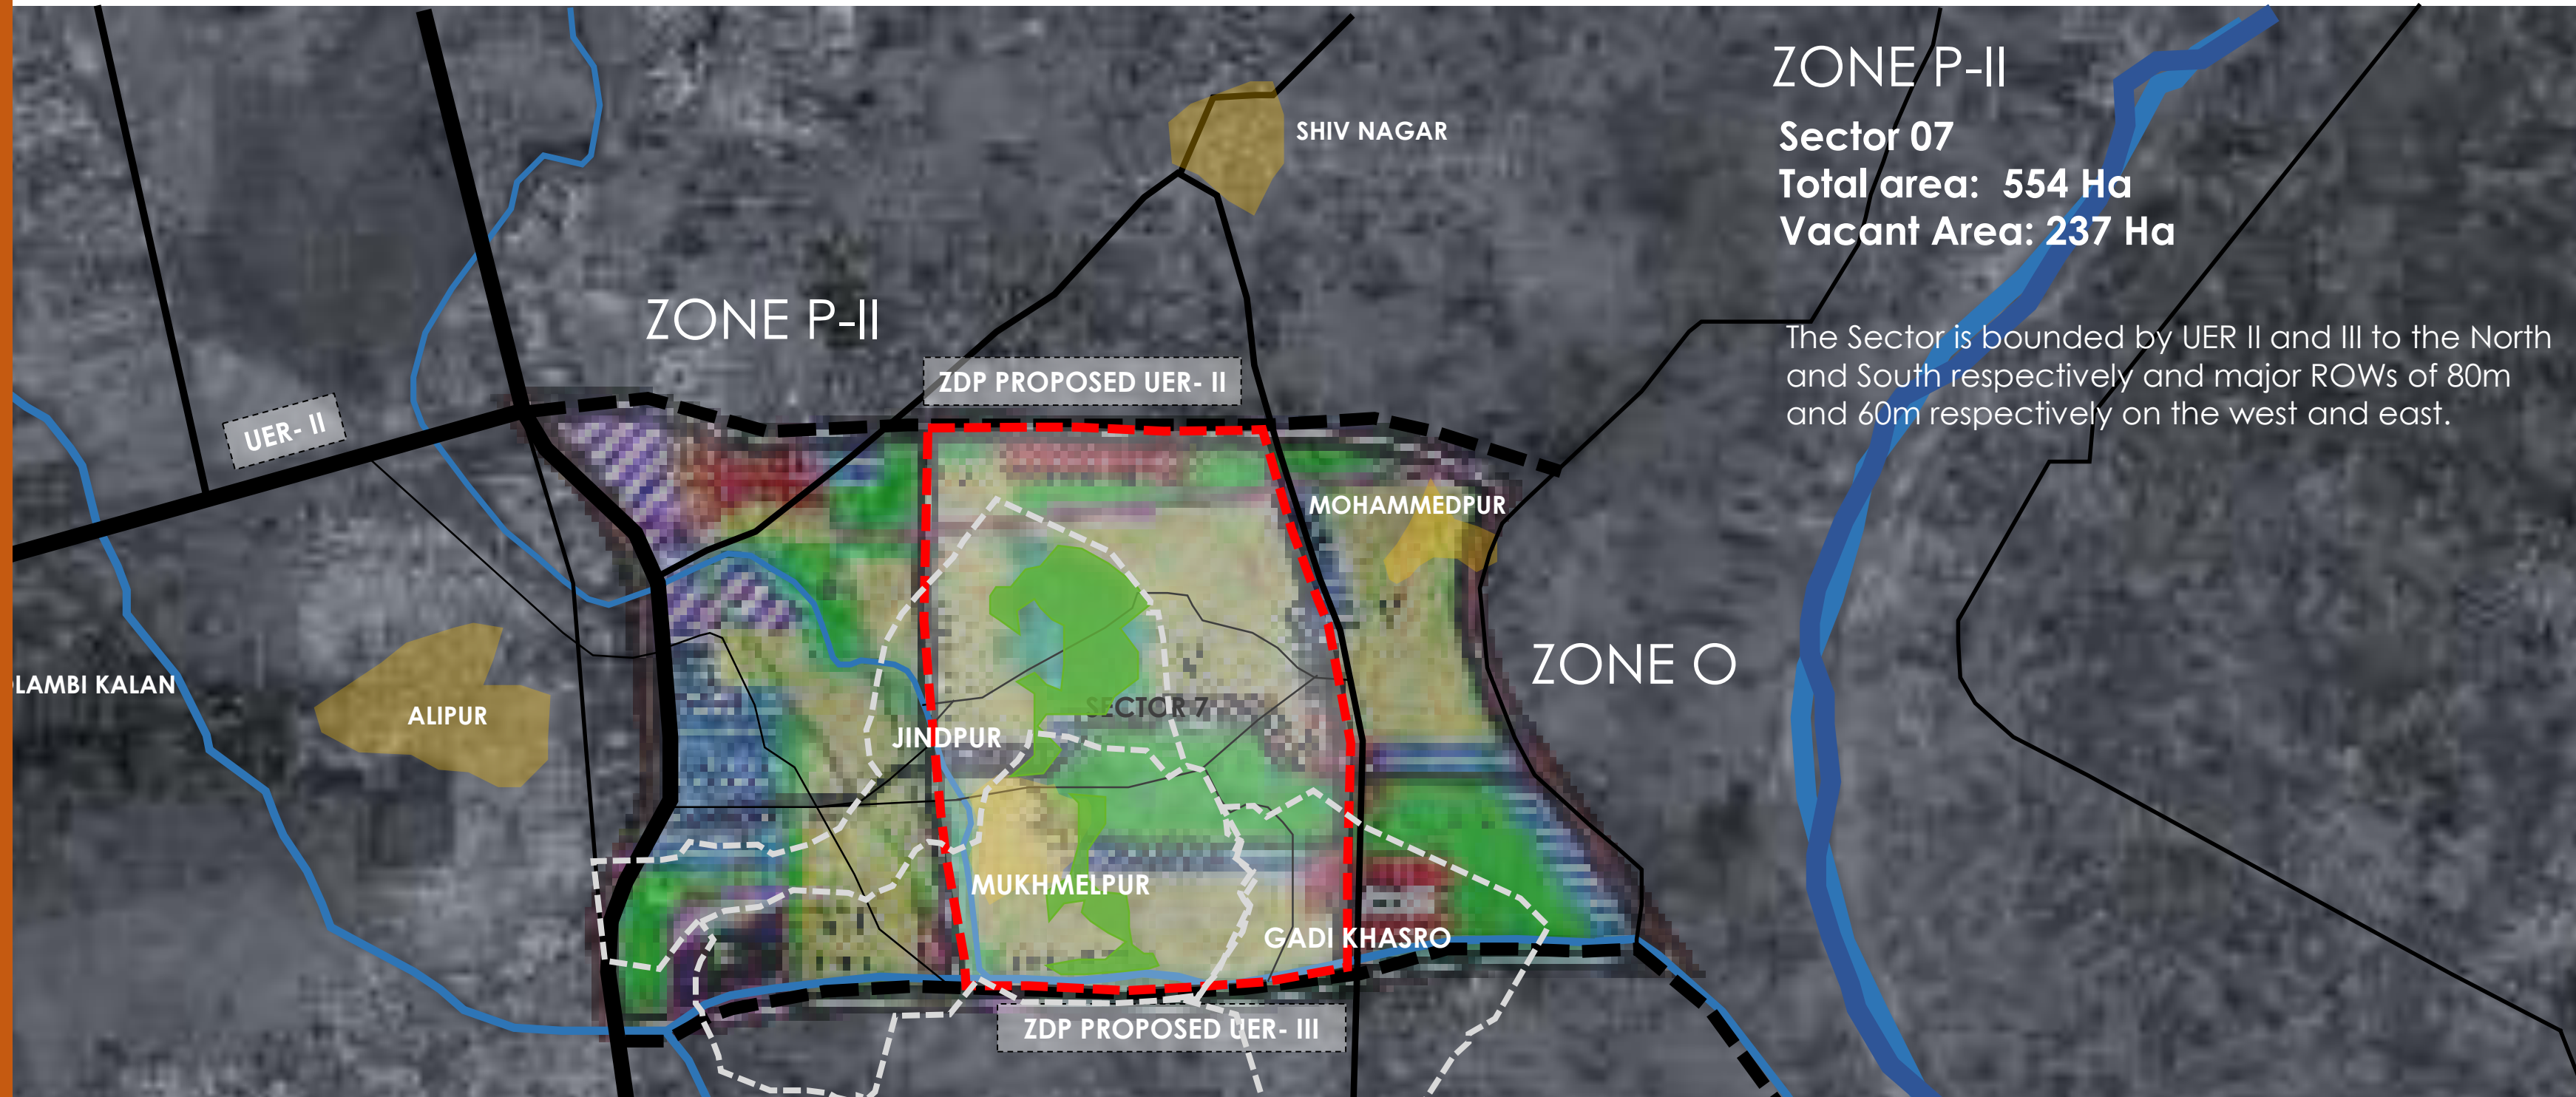 ZONE P-II
Sector 07
Total area: 554 Ha
Vacant Area: 237 Ha
The Sector is bounded by UER II and III to the North
and South respectively and major ROWs of 80m
and 60m respectively on the west and east.
SHIV NAGAR
ZONE P-II
ZDP PROPOSED UER- II
UER- II
MOHAMMEDPUR
ZONE O
LAMBI KALAN
ALIPUR
SECTOR 7
JINDPUR
MUKHMELPUR
GADI KHASRO
ZDP PROPOSED UER- III